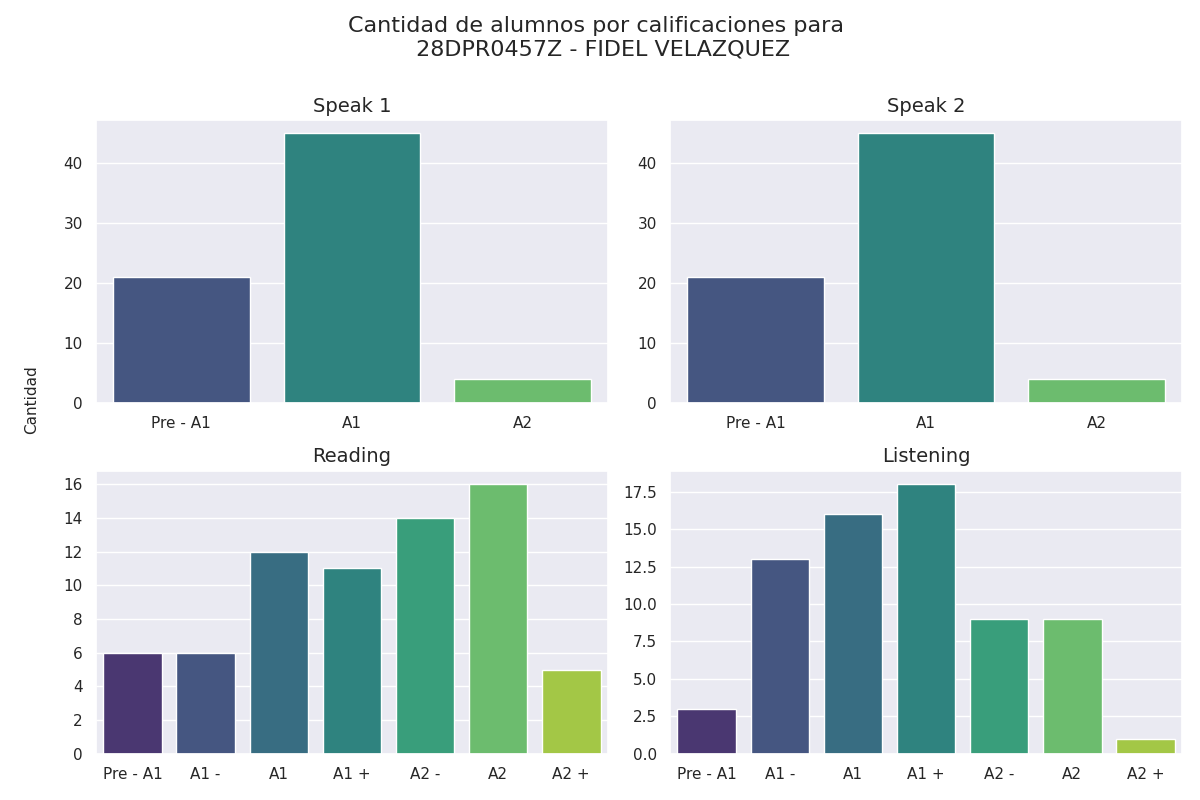 Cantidad de alumnos por calificaciones para
28DPR0457Z - FIDEL VELAZQUEZ
Speak 1
40
30
20
10
0
Pre - A1 A1 A2
Speak 2
40
30
20
10
0
Pre - A1 A1 A2
Cantidad
Reading
16
14
12
10
8
6
4
2
0
Pre - A1 A1 - A1 A1 + A2 - A2 A2 +
Listening
17.5
15.0
12.5
10.0
7.5
5.0
2.5
0.0
Pre - A1 A1 - A1 A1 + A2 - A2 A2 +